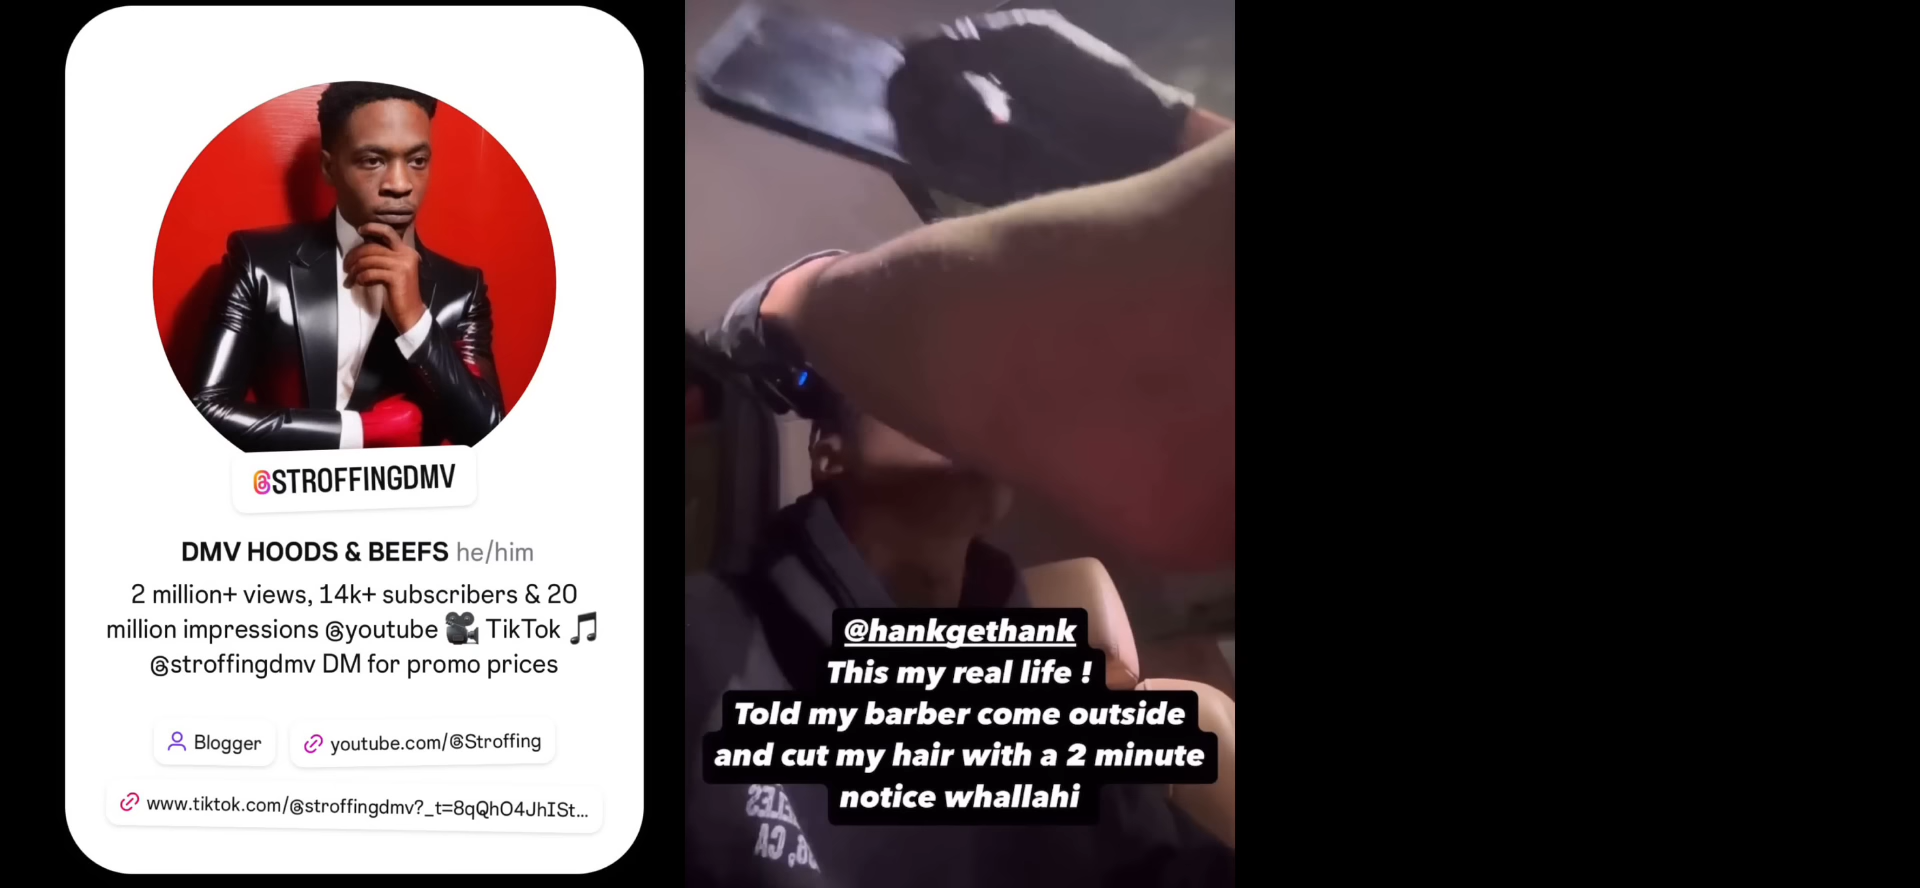 @STROFFINGDMV
DMV HOODS & BEEFS he/him
2 million+ views, 14k+ subscribers & 20
million impressions @youtube 🎥 TikTok 🎵
@stroffingdmv DM for promo prices
Blogger
youtube.com/@Stroffing
www.tiktok.com/@stroffingdmv?_t=8qQhO4JhISt...
@hankgethank
This my real life !
Told my barber come outside
and cut my hair with a 2 minute
notice whallahi
CA